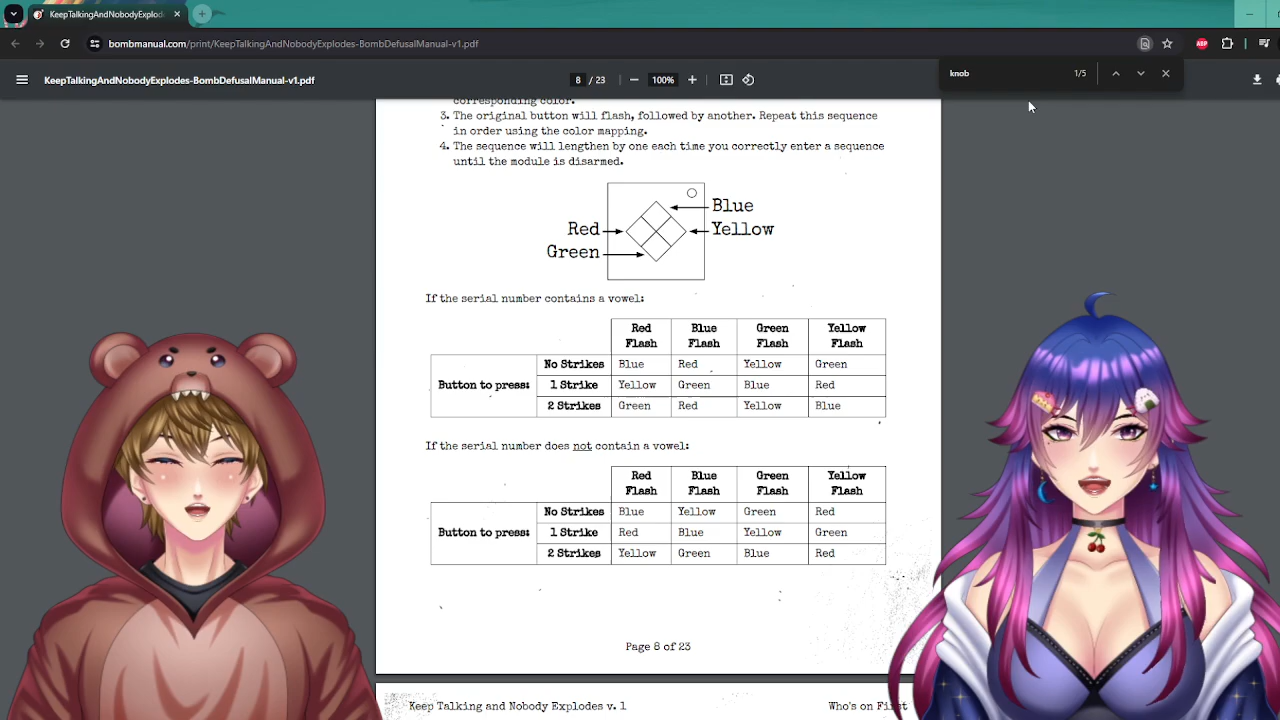 KeepTalkingAndNobodyExplode
bombmanual.com/print/KeepTalkingAndNobodyExplodes-BombDefusalManual-v1.pdf
ABP
KeepTalkingAndNobodyExplodes-BombDefusalManual-v1.pdf
8 / 23
100%
knob
1/5
corresponding color.
3. The original button will flash, followed by another. Repeat this sequence
in order using the color mapping.
4. The sequence will lengthen by one each time you correctly enter a sequence
until the module is disarmed.
Blue
Red
Yellow
Green
If the serial number contains a vowel:
Red Flash Blue Flash Green Flash Yellow Flash
Button to press:
No Strikes Blue Red Yellow Green
1 Strike Yellow Green Blue Red
2 Strikes Green Red Yellow Blue
If the serial number does not contain a vowel:
Red Flash Blue Flash Green Flash Yellow Flash
Button to press:
No Strikes Blue Yellow Green Red
1 Strike Red Blue Yellow Green
2 Strikes Yellow Green Blue Red
Page 8 of 23
Keep Talking and Nobody Explodes v. 1
Who's on First